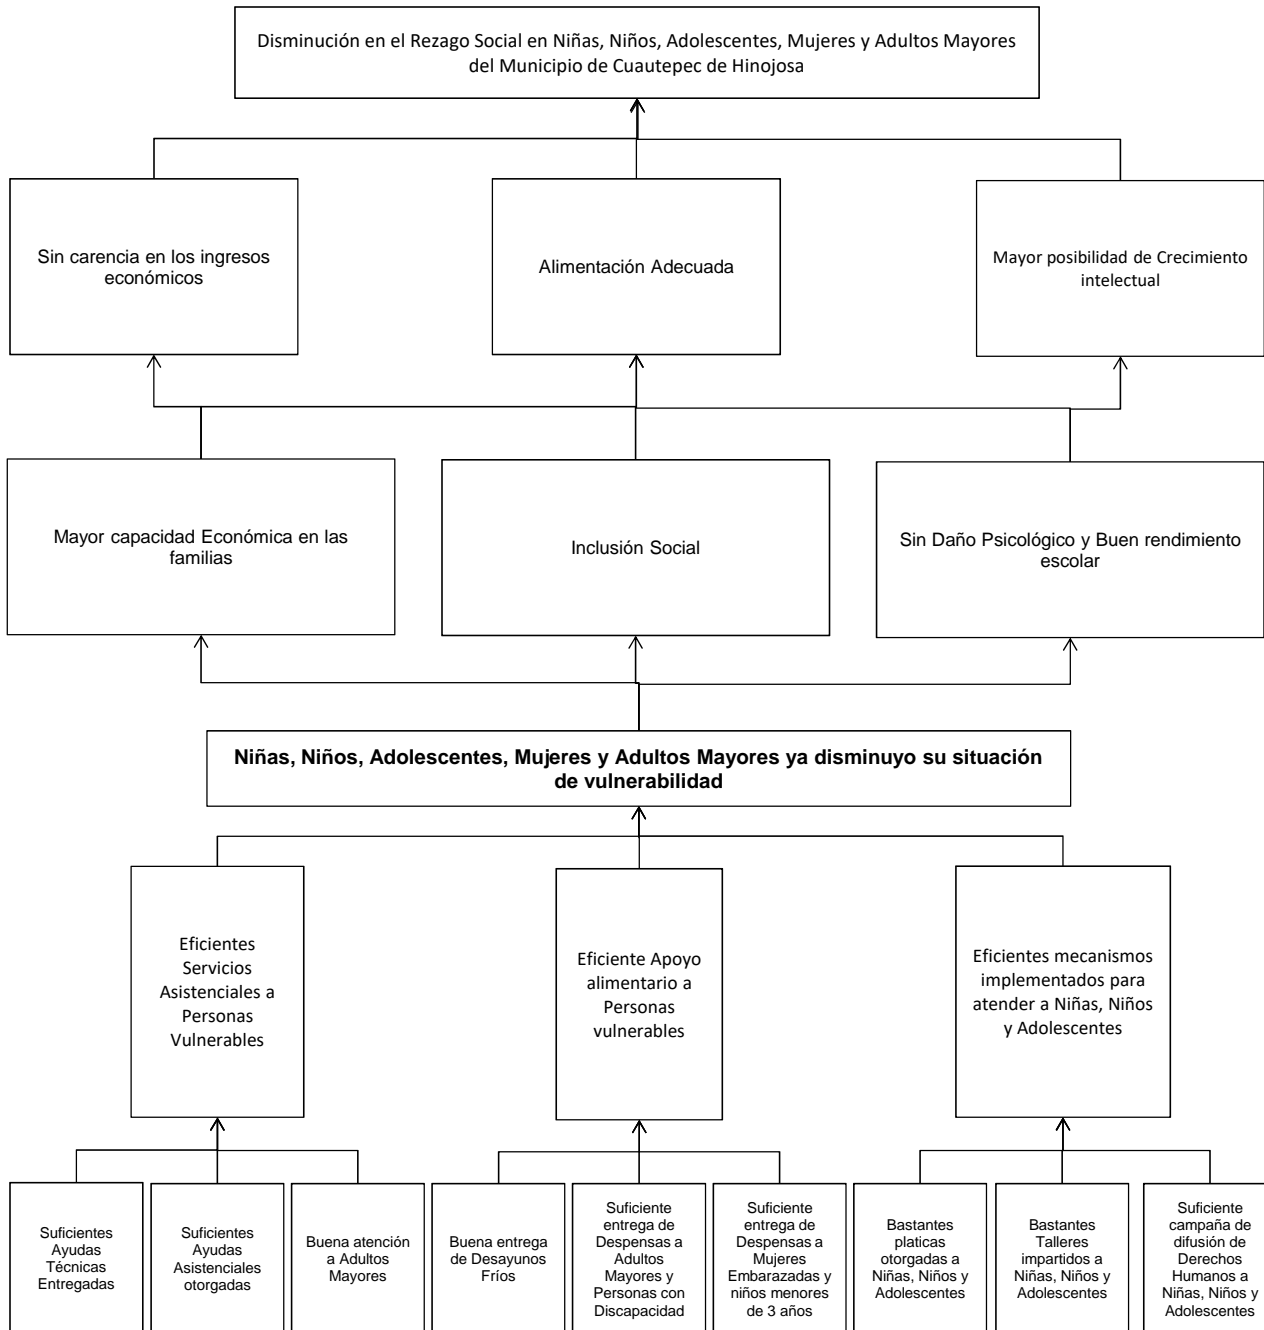 Disminución en el Rezago Social en Niñas, Niños, Adolescentes, Mujeres y Adultos Mayores
del Municipio de Cuautepec de Hinojosa
Sin carencia en los ingresos
económicos
Alimentación Adecuada
Mayor posibilidad de Crecimiento
intelectual
Mayor capacidad Económica en las
familias
Inclusión Social
Sin Daño Psicológico y Buen rendimiento
escolar
Niñas, Niños, Adolescentes, Mujeres y Adultos Mayores ya disminuyo su situación
de vulnerabilidad
Eficientes
Servicios
Asistenciales a
Personas
Vulnerables
Eficiente Apoyo
alimentario a
Personas
vulnerables
Eficientes mecanismos
implementados para
atender a Niñas, Niños
y Adolescentes
Suficientes
Ayudas
Técnicas
Entregadas
Suficientes
Ayudas
Asistenciales
otorgadas
Buena atención
a Adultos
Mayores
Buena entrega
de Desayunos
Fríos
Suficiente
entrega de
Despensas a
Adultos
Mayores y
Personas con
Discapacidad
Suficiente
entrega de
Despensas a
Mujeres
Embarazadas y
niños menores
de 3 años
Bastantes
platicas
otorgadas a
Niñas, Niños y
Adolescentes
Bastantes
Talleres
impartidos a
Niñas, Niños y
Adolescentes
Suficiente
campaña de
difusión de
Derechos
Humanos a
Niñas, Niños y
Adolescentes